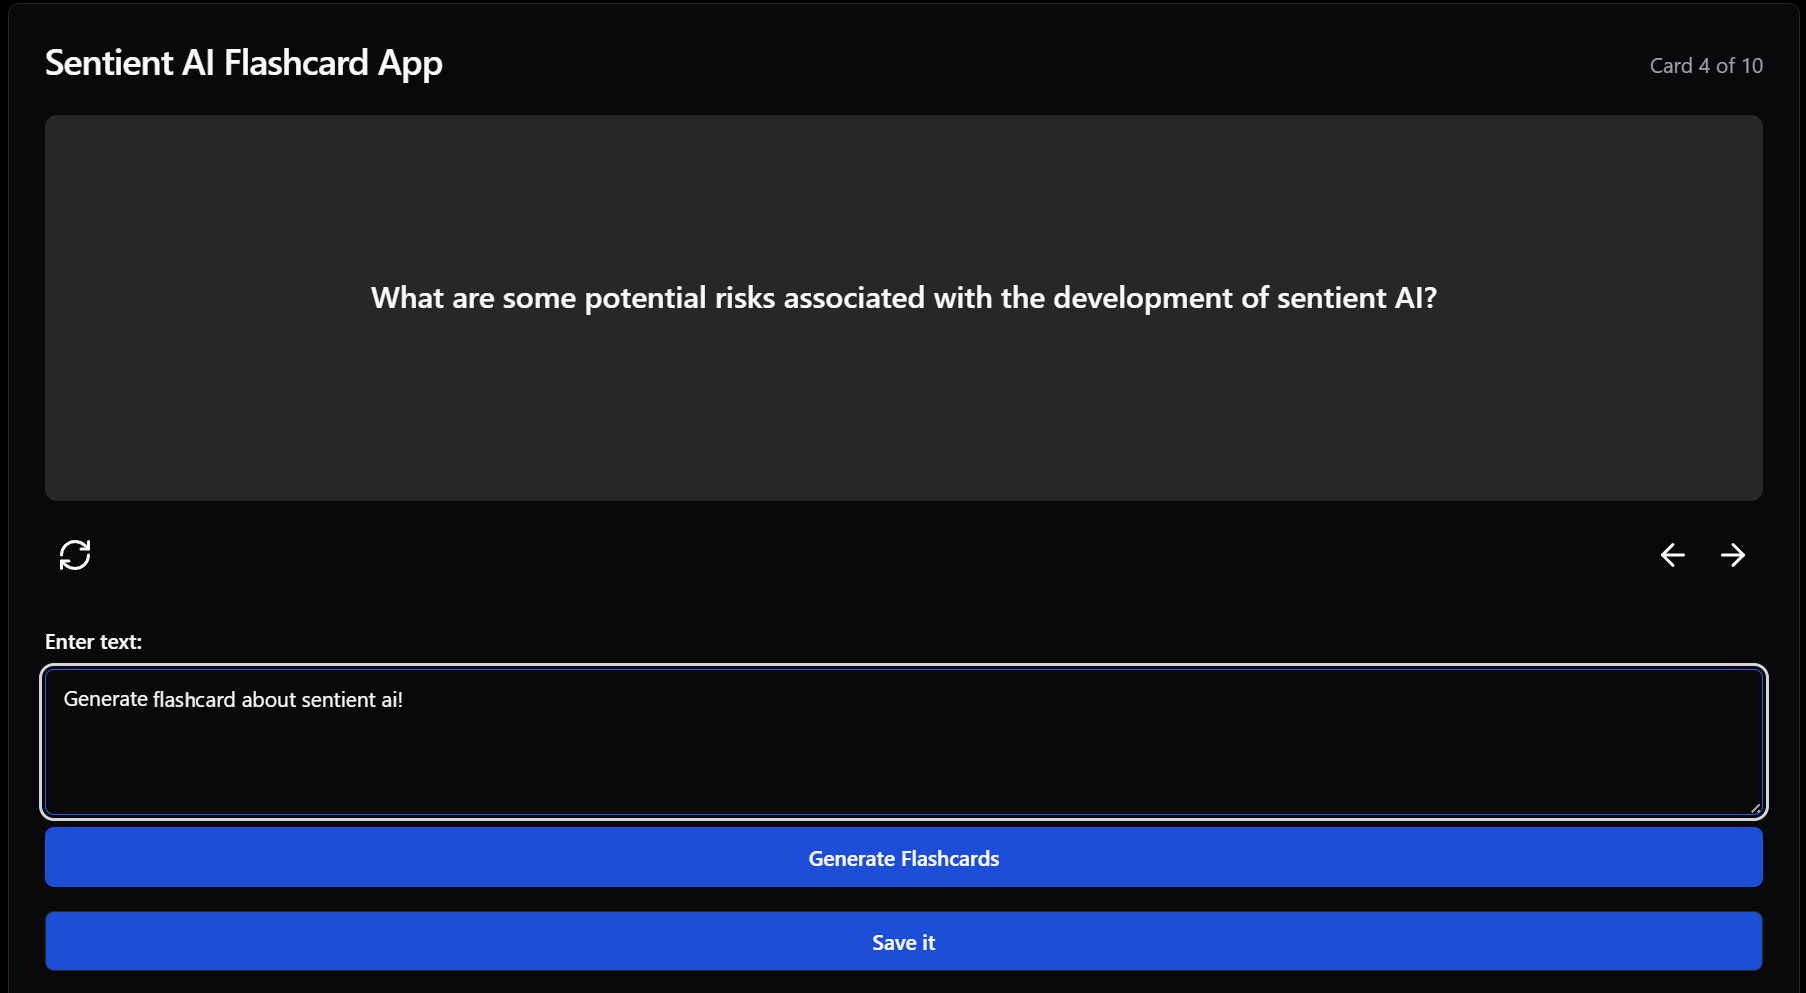 Sentient AI Flashcard App
Card 4 of 10
What are some potential risks associated with the development of sentient AI?
Enter text:
Generate flashcard about sentient ai!
Generate Flashcards
Save it